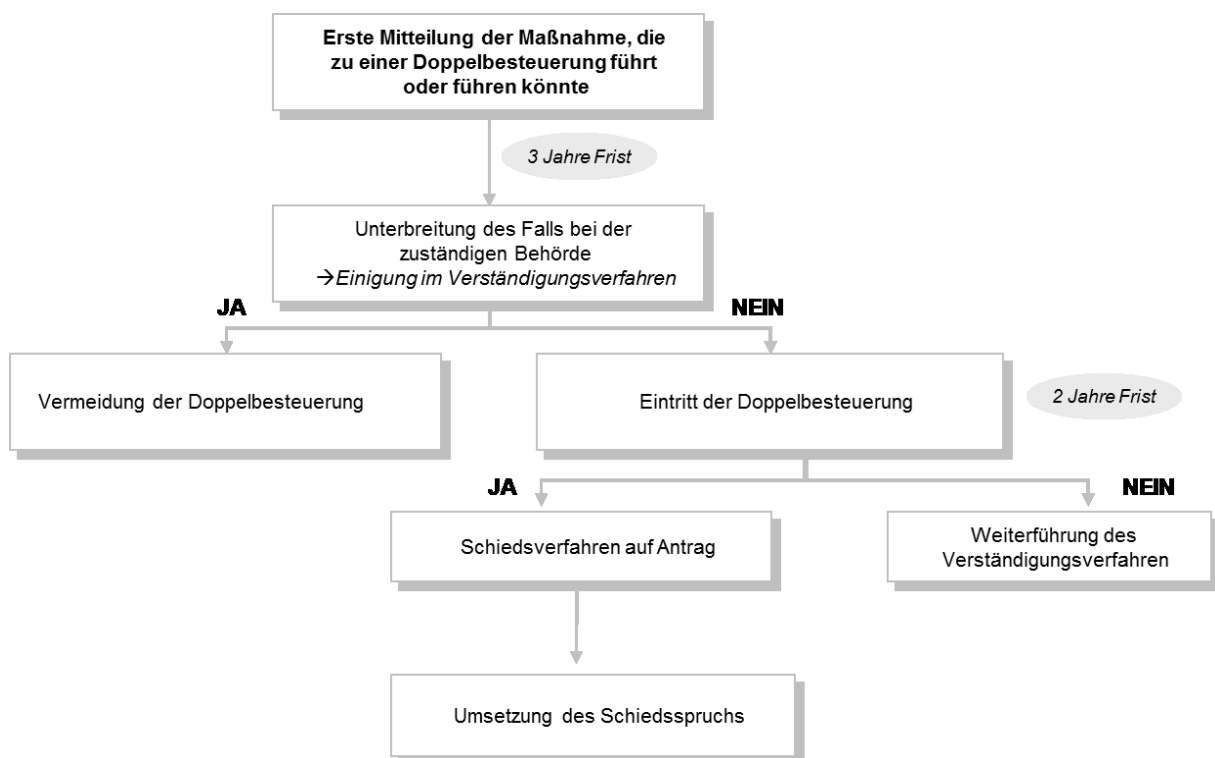 Erste Mitteilung der Maßnahme, die
zu einer Doppelbesteuerung führt
oder führen könnte
3 Jahre Frist
Unterbreitung des Falls bei der
zuständigen Behörde
→Einigung im Verständigungsverfahren
JA
NEIN
Vermeidung der Doppelbesteuerung
Eintritt der Doppelbesteuerung
2 Jahre Frist
JA
NEIN
Schiedsverfahren auf Antrag
Weiterführung des
Verständigungsverfahren
Umsetzung des Schiedsspruchs